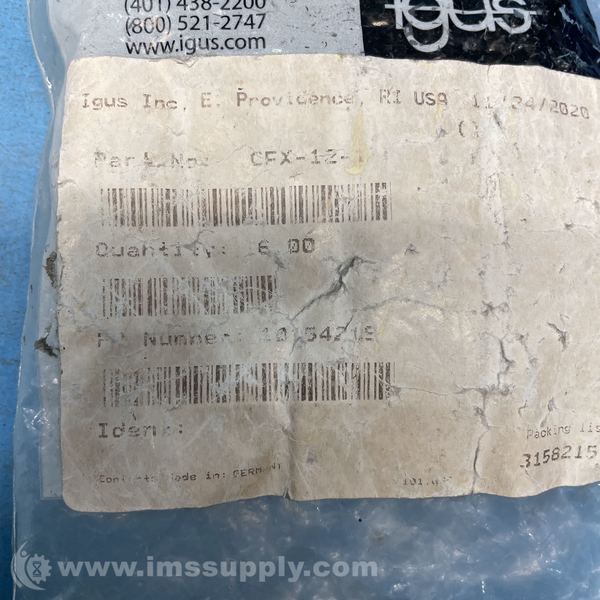 (401) 438-2200
(800) 521-2747
www.igus.com
igus
Igus Inc, E. Providence, RI USA 11/24/2020
Part No: CFX-12-
Quantity: 6.00
Number: 10154219
Ident:
Packing lis
3158215
Contents Made in: GERMANY
www.imssupply.com